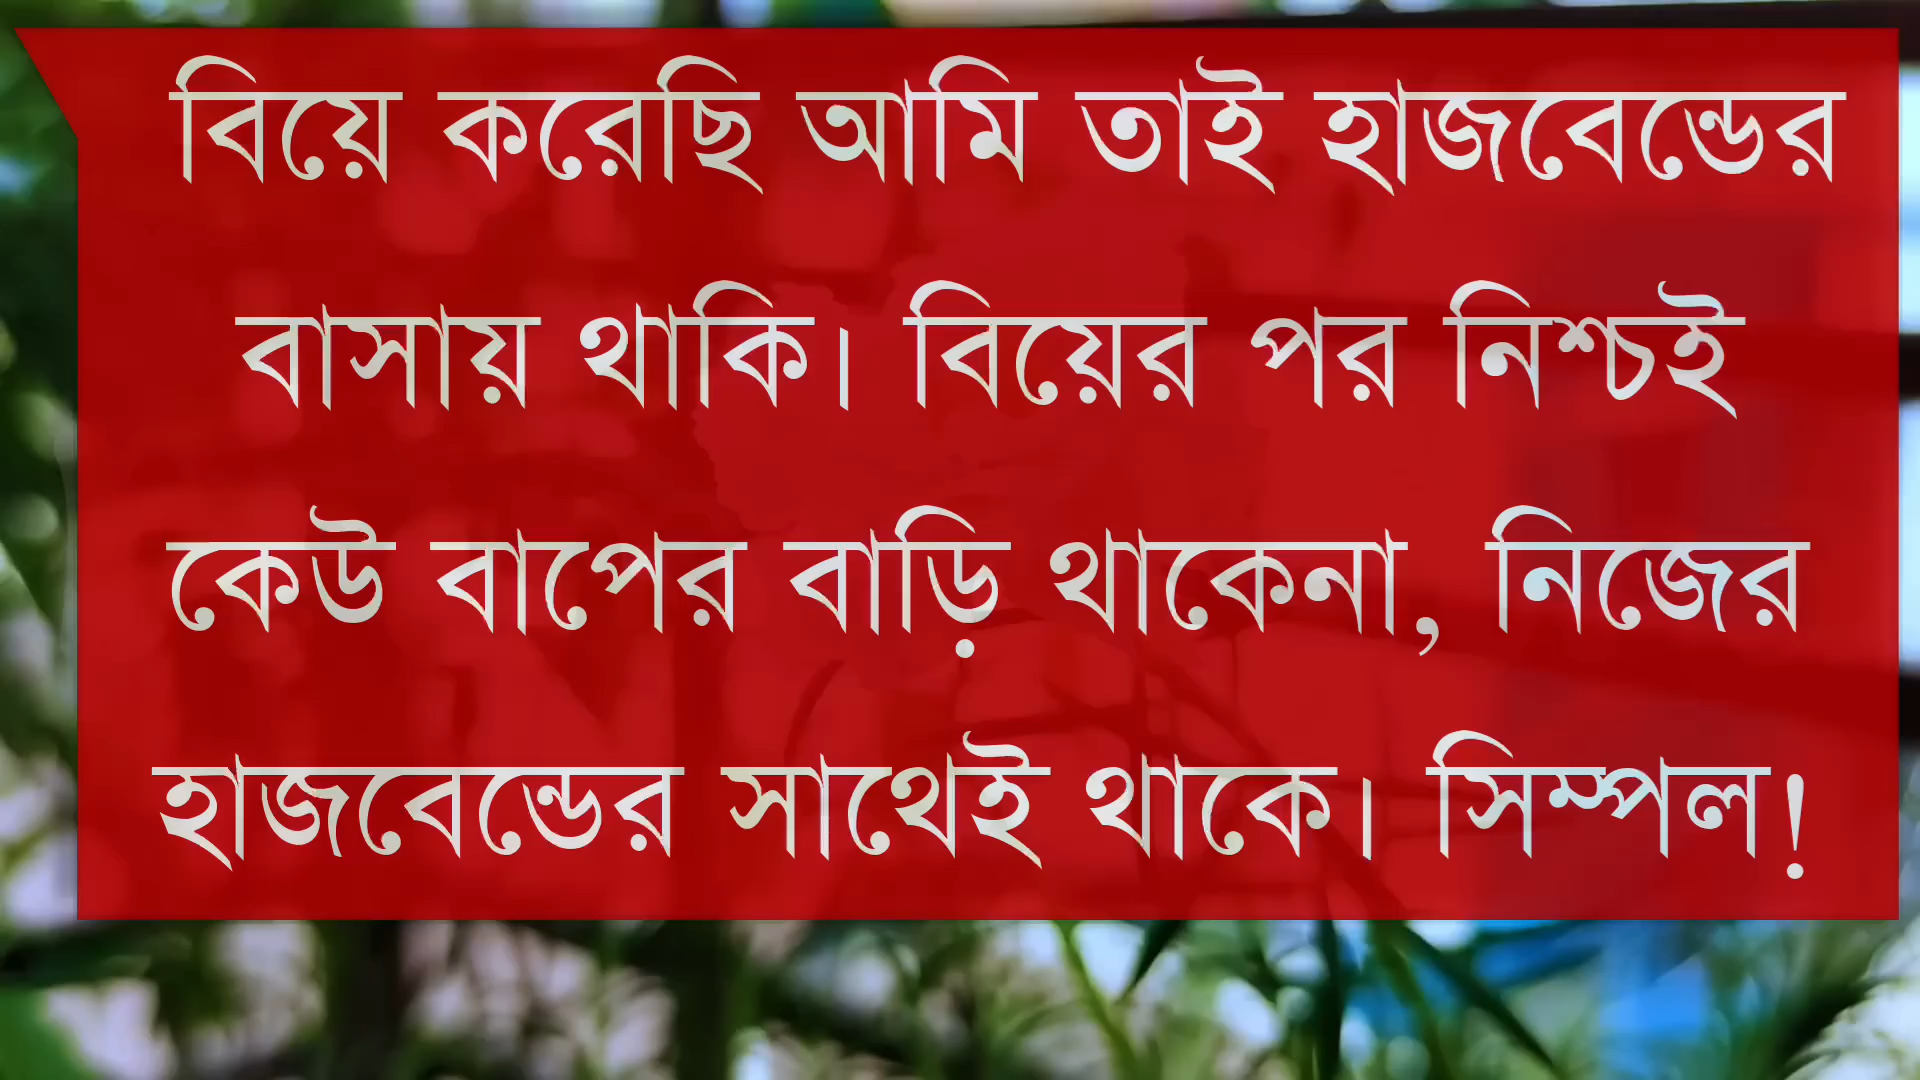 বিয়ে করেছি আমি তাই হাজবেন্ডের
বাসায় থাকি। বিয়ের পর নিশ্চই
কেউ বাপের বাড়ি থাকেনা, নিজের
হাজবেন্ডের সাথেই থাকে। সিম্পল!